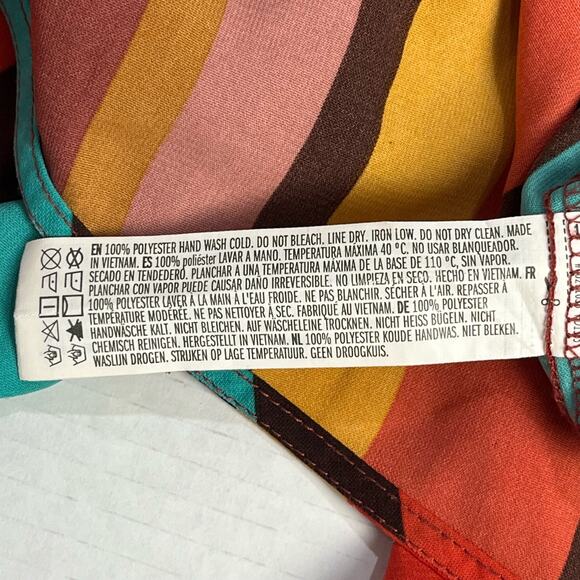 EN 100% POLYESTER HAND WASH COLD. DO NOT BLEACH. LINE DRY. IRON LOW. DO NOT DRY CLEAN. MADE
IN VIETNAM. ES 100% poliéster LAVAR A MANO. TEMPERATURA MÁXIMA 40 °C. NO USAR BLANQUEADOR.
SECADO EN TENDEDERO. PLANCHAR A UNA TEMPERATURA MÁXIMA DE LA BASE DE 110 °C, SIN VAPOR.
PLANCHAR CON VAPOR PUEDE CAUSAR DAÑO IRREVERSIBLE. NO LIMPIEZA EN SECO. HECHO EN VIETNAM. FR
100% POLYESTER LAVER À LA MAIN À L'EAU FROIDE. NE PAS BLANCHIR. SÉCHER À L'AIR. REPASSER À
TEMPÉRATURE MODÉRÉE. NE PAS NETTOYER À SEC. FABRIQUÉ AU VIETNAM. DE 100% POLYESTER. NICHT
HANDWÄSCHE KALT. NICHT BLEICHEN. AUF WÄSCHELEINE TROCKNEN. NICHT HEISS BÜGELN. NICHT
CHEMISCH REINIGEN. HERGESTELLT IN VIETNAM. NL 100% POLYESTER KOUDE HANDWAS. NIET BLEKEN.
WASLIJN DROGEN. STRIJKEN OP LAGE TEMPERATUUR. GEEN DROOGKUIS.